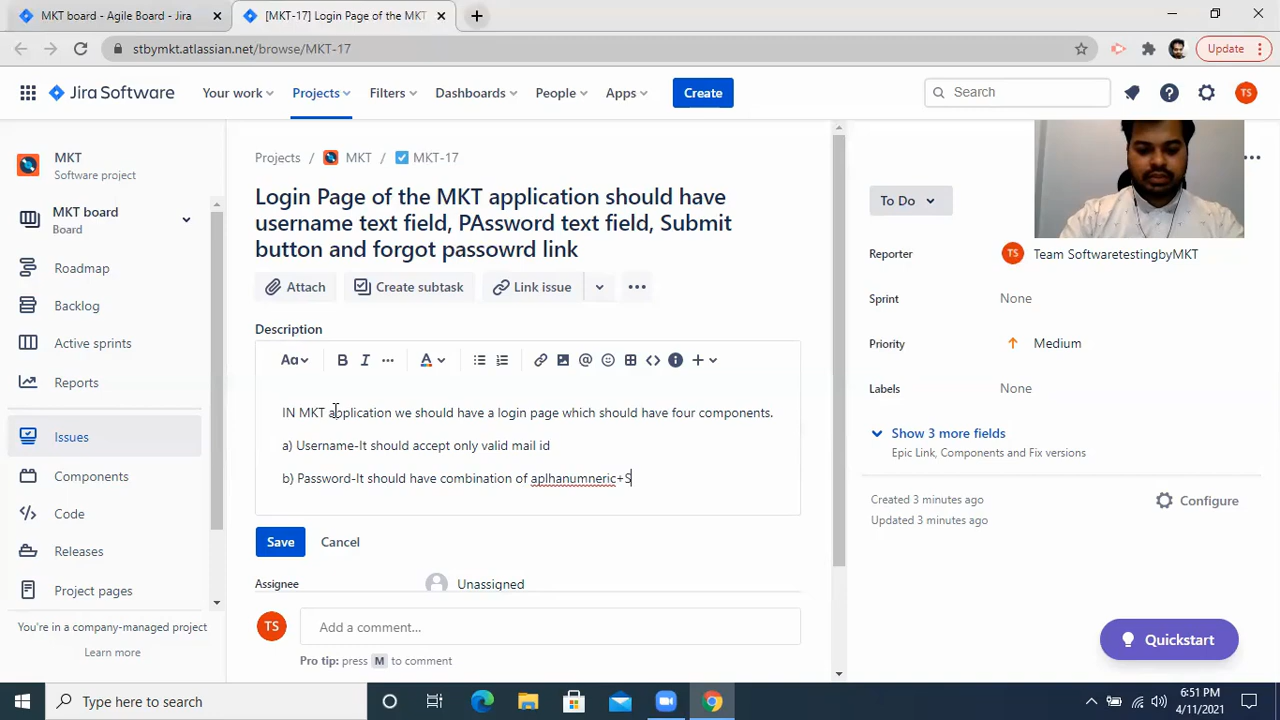 MKT board - Agile Board - Jira
[MKT-17] Login Page of the MKT a
stbymkt.atlassian.net/browse/MKT-17
Update
Jira Software
Your work
Projects
Filters
Dashboards
People
Apps
Create
Search
TS
MKT
Software project
MKT board
Board
Roadmap
Backlog
Active sprints
Reports
Issues
Components
Code
Releases
Project pages
You're in a company-managed project
Learn more
Projects / MKT / MKT-17
Login Page of the MKT application should have
username text field, PAssword text field, Submit
button and forgot passowrd link
Attach
Create subtask
Link issue
Description
Aa
B
I
A
IN MKT application we should have a login page which should have four components.
a) Username-It should accept only valid mail id
b) Password-It should have combination of aplhanumneric+S
Save
Cancel
Assignee
Unassigned
TS
Add a comment...
Pro tip: press M to comment
To Do
Reporter
TS
Team SoftwaretestingbyMKT
Sprint
None
Priority
Medium
Labels
None
Show 3 more fields
Epic Link, Components and Fix versions
Created 3 minutes ago
Updated 3 minutes ago
Configure
Quickstart
Type here to search
6:51 PM
4/11/2021